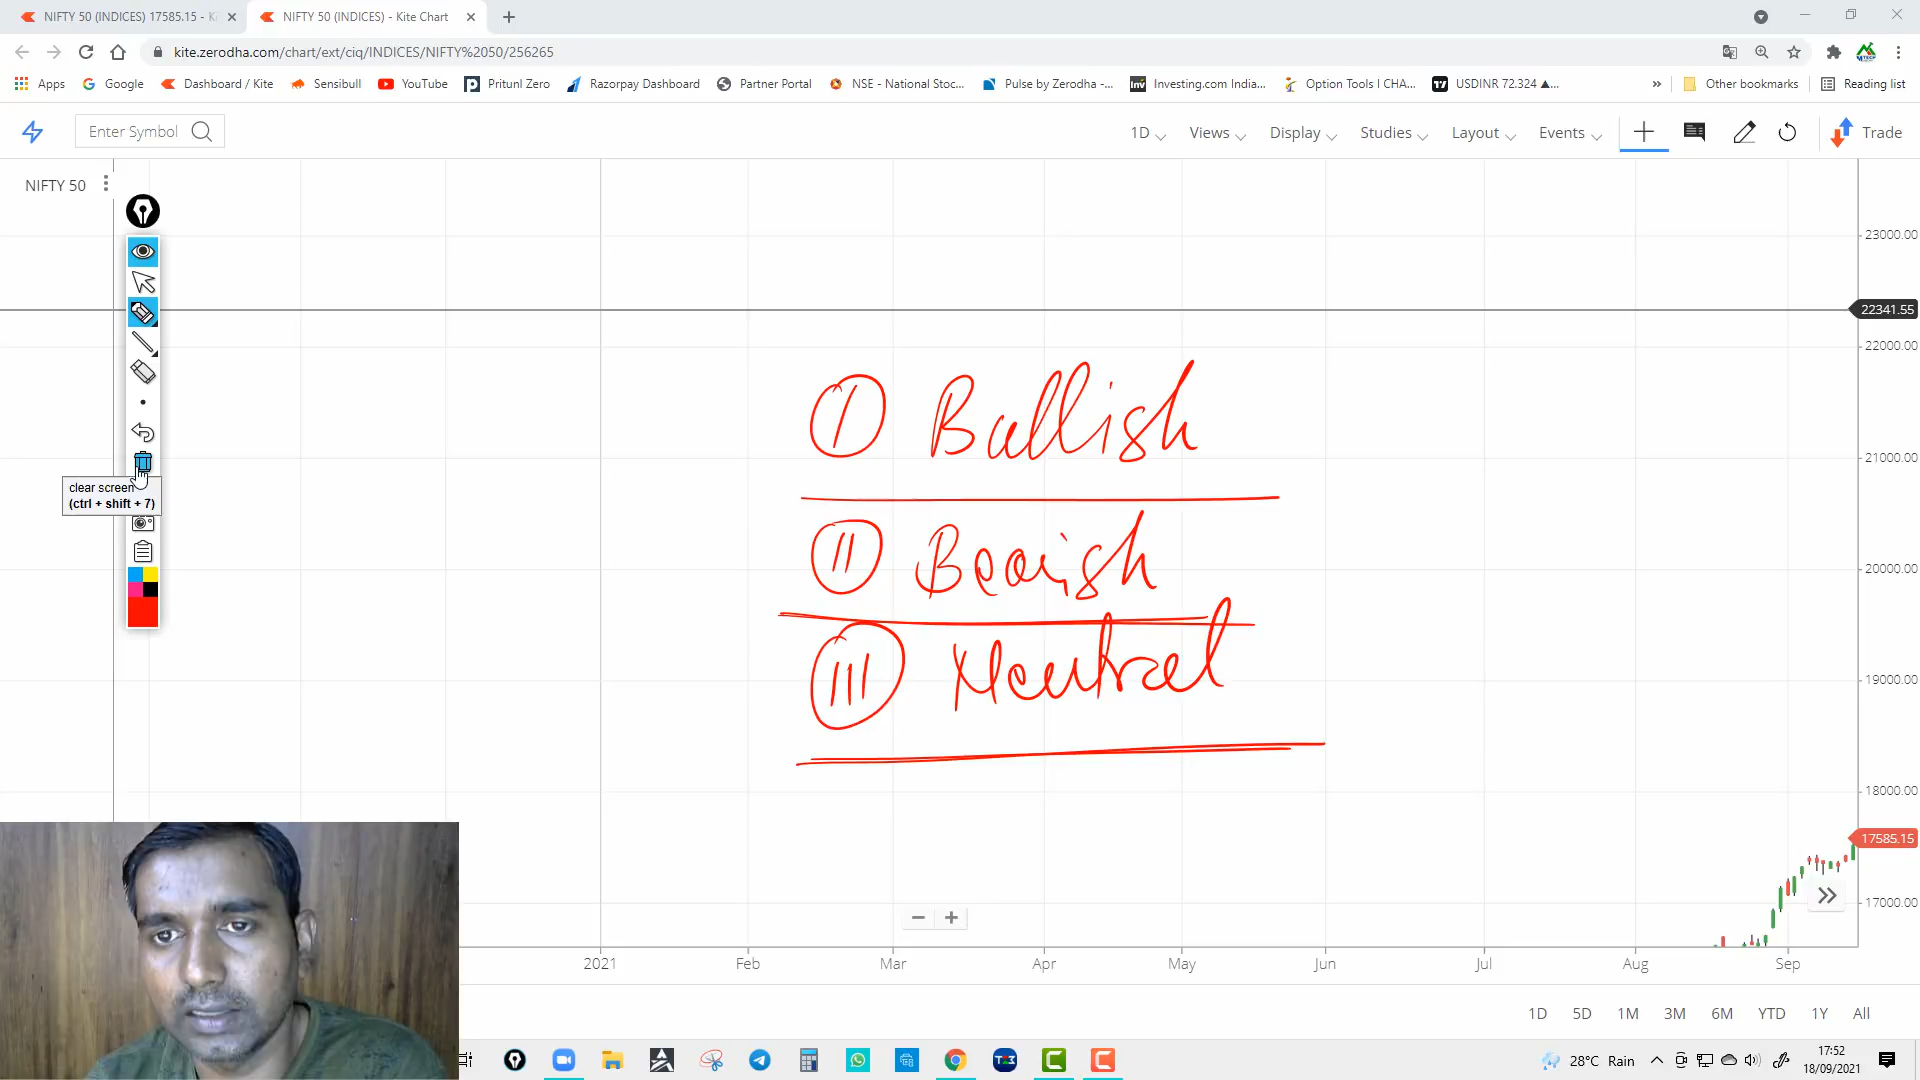 NIFTY 50 (INDICES) 17585.15 - Ki
NIFTY 50 (INDICES) - Kite Chart
kite.zerodha.com/chart/ext/ciq/INDICES/NIFTY%2050/256265
Apps Google Dashboard / Kite Sensibull YouTube Pritunl Zero Razorpay Dashboard Partner Portal NSE - National Stoc... Pulse by Zerodha -... Investing.com India... Option Tools I CHA... USDINR 72.324 ▲... » Other bookmarks Reading list
Enter Symbol 1D Views Display Studies Layout Events Trade
NIFTY 50
23000.00
22341.55
22000.00
I Bullish
21000.00
clear screen
(ctrl + shift + 7)
II Bearish
20000.00
III Neutral
19000.00
18000.00
17585.15
17000.00
2021 Feb Mar Apr May Jun Jul Aug Sep
1D 5D 1M 3M 6M YTD 1Y All
28°C Rain
17:52
18/09/2021